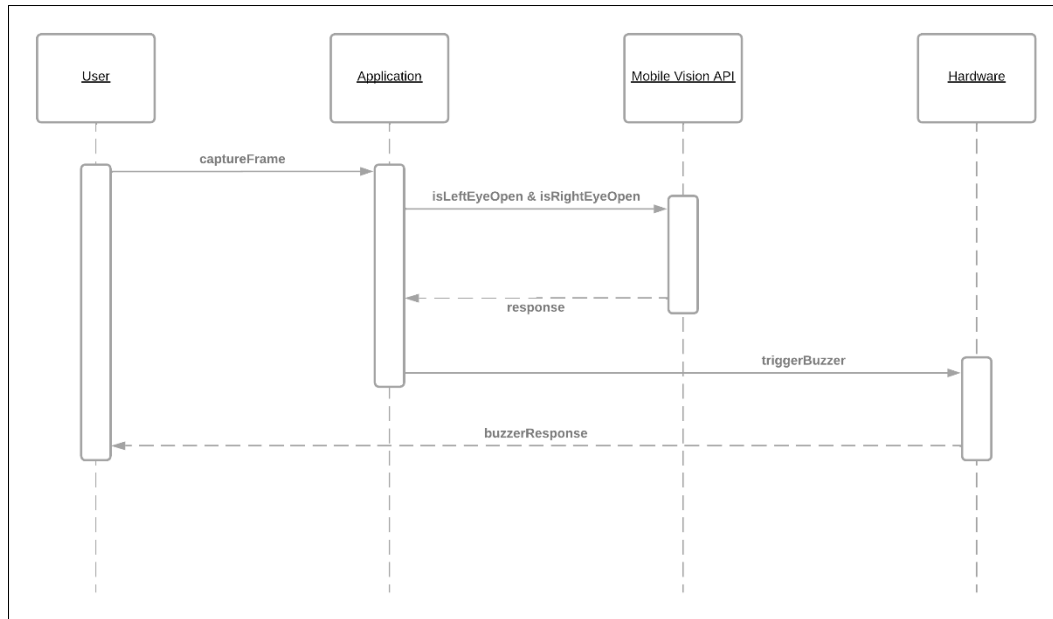 User
Application
Mobile Vision API
Hardware
captureFrame
isLeftEyeOpen & isRightEyeOpen
response
triggerBuzzer
buzzerResponse